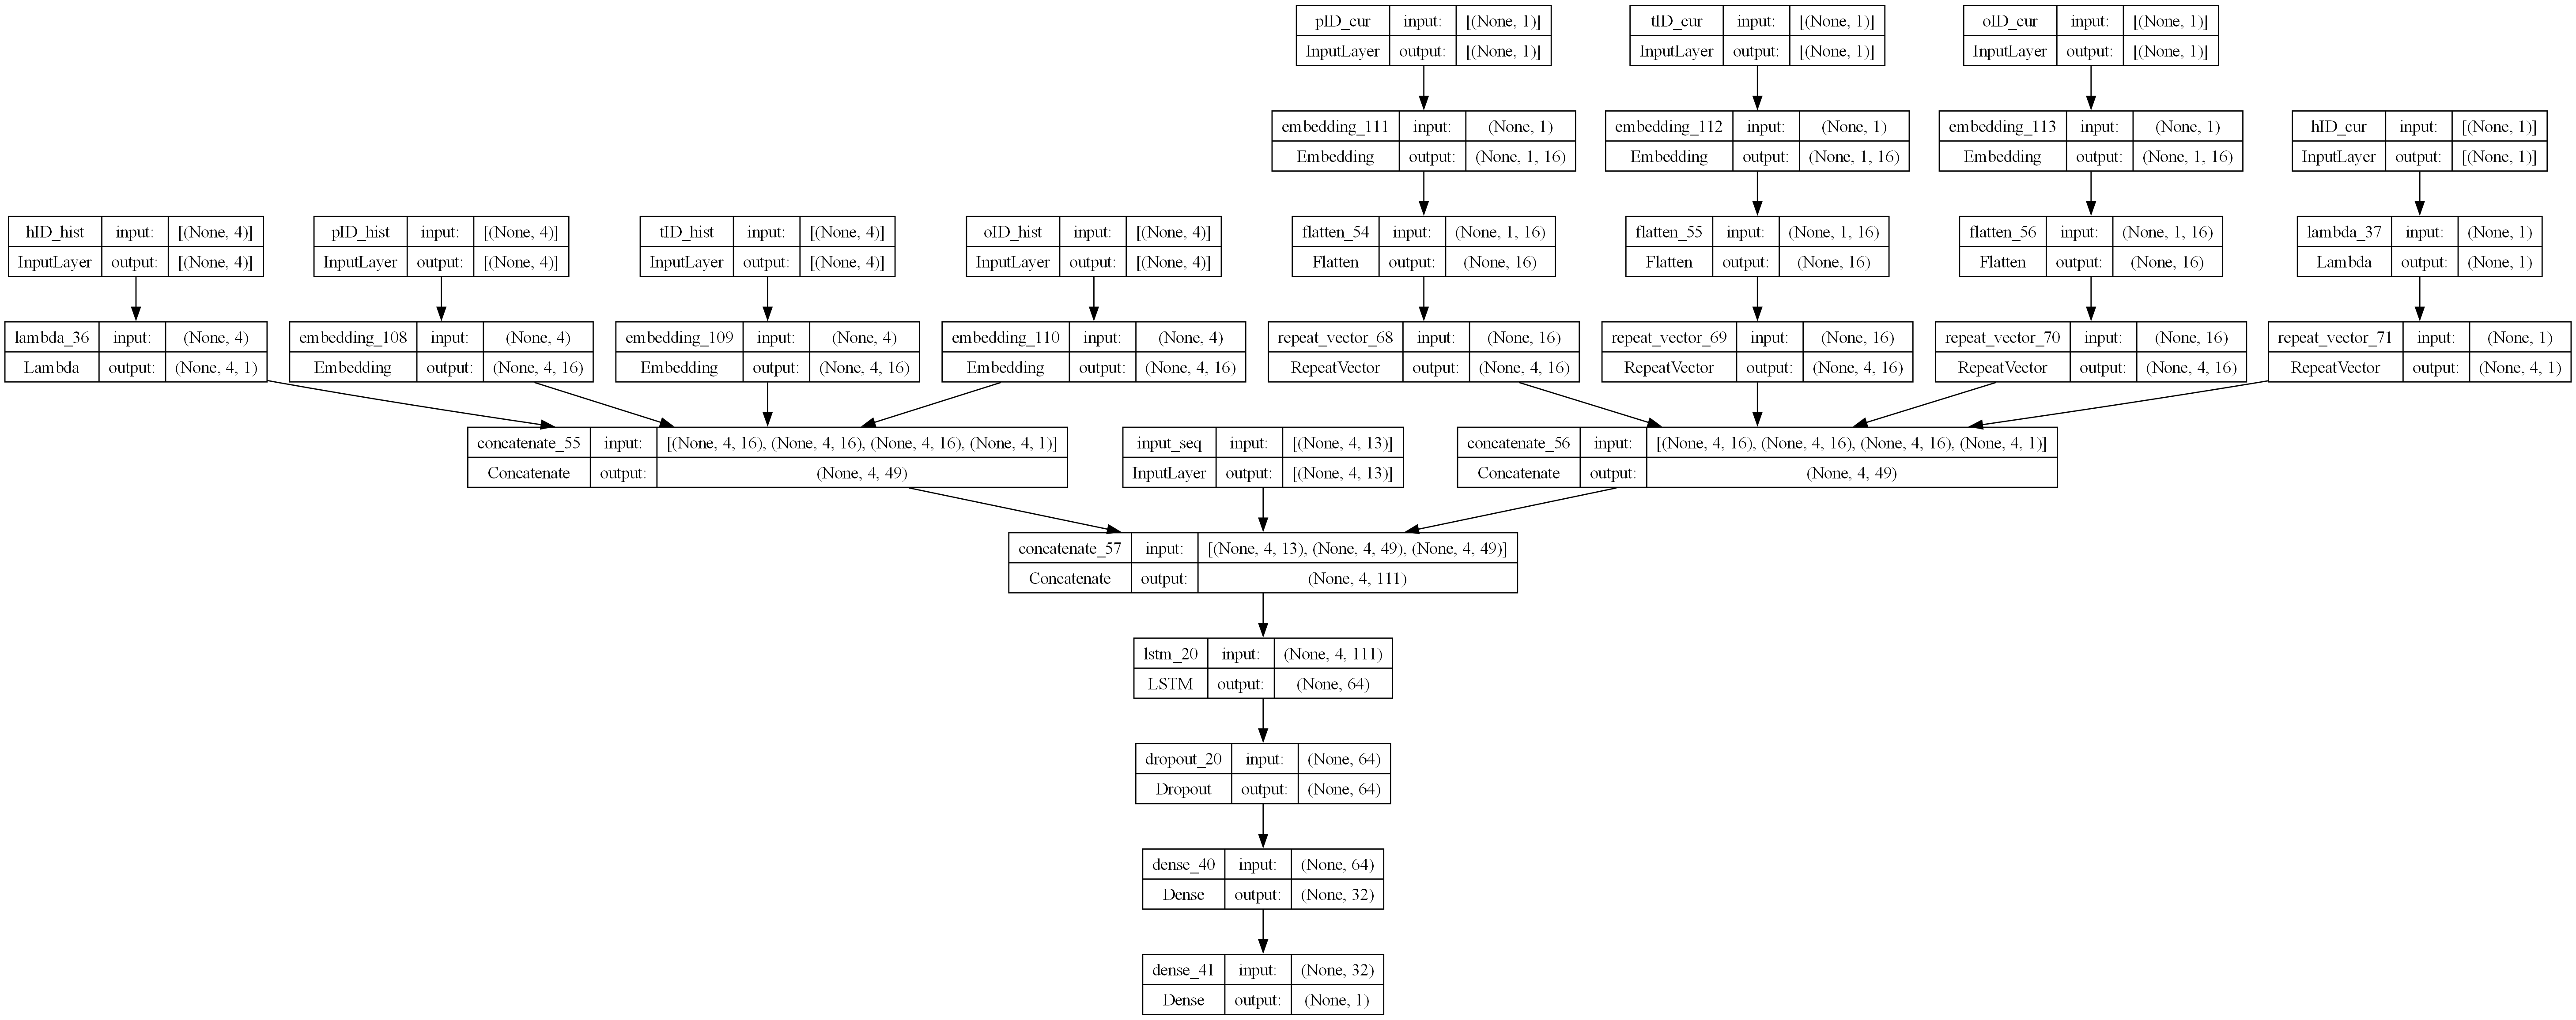 pID_cur input: [(None, 1)]
InputLayer output: [(None, 1)]
tID_cur input: [(None, 1)]
InputLayer output: [(None, 1)]
oID_cur input: [(None, 1)]
InputLayer output: [(None, 1)]
embedding_111 input: (None, 1)
Embedding output: (None, 1, 16)
embedding_112 input: (None, 1)
Embedding output: (None, 1, 16)
embedding_113 input: (None, 1)
Embedding output: (None, 1, 16)
hID_cur input: [(None, 1)]
InputLayer output: [(None, 1)]
hID_hist input: [(None, 4)]
InputLayer output: [(None, 4)]
pID_hist input: [(None, 4)]
InputLayer output: [(None, 4)]
tID_hist input: [(None, 4)]
InputLayer output: [(None, 4)]
oID_hist input: [(None, 4)]
InputLayer output: [(None, 4)]
flatten_54 input: (None, 1, 16)
Flatten output: (None, 16)
flatten_55 input: (None, 1, 16)
Flatten output: (None, 16)
flatten_56 input: (None, 1, 16)
Flatten output: (None, 16)
lambda_37 input: (None, 1)
Lambda output: (None, 1)
lambda_36 input: (None, 4)
Lambda output: (None, 4, 1)
embedding_108 input: (None, 4)
Embedding output: (None, 4, 16)
embedding_109 input: (None, 4)
Embedding output: (None, 4, 16)
embedding_110 input: (None, 4)
Embedding output: (None, 4, 16)
repeat_vector_68 input: (None, 16)
RepeatVector output: (None, 4, 16)
repeat_vector_69 input: (None, 16)
RepeatVector output: (None, 4, 16)
repeat_vector_70 input: (None, 16)
RepeatVector output: (None, 4, 16)
repeat_vector_71 input: (None, 1)
RepeatVector output: (None, 4, 1)
concatenate_55 input: [(None, 4, 16), (None, 4, 16), (None, 4, 16), (None, 4, 1)]
Concatenate output: (None, 4, 49)
input_seq input: [(None, 4, 13)]
InputLayer output: [(None, 4, 13)]
concatenate_56 input: [(None, 4, 16), (None, 4, 16), (None, 4, 16), (None, 4, 1)]
Concatenate output: (None, 4, 49)
concatenate_57 input: [(None, 4, 13), (None, 4, 49), (None, 4, 49)]
Concatenate output: (None, 4, 111)
lstm_20 input: (None, 4, 111)
LSTM output: (None, 64)
dropout_20 input: (None, 64)
Dropout output: (None, 64)
dense_40 input: (None, 64)
Dense output: (None, 32)
dense_41 input: (None, 32)
Dense output: (None, 1)